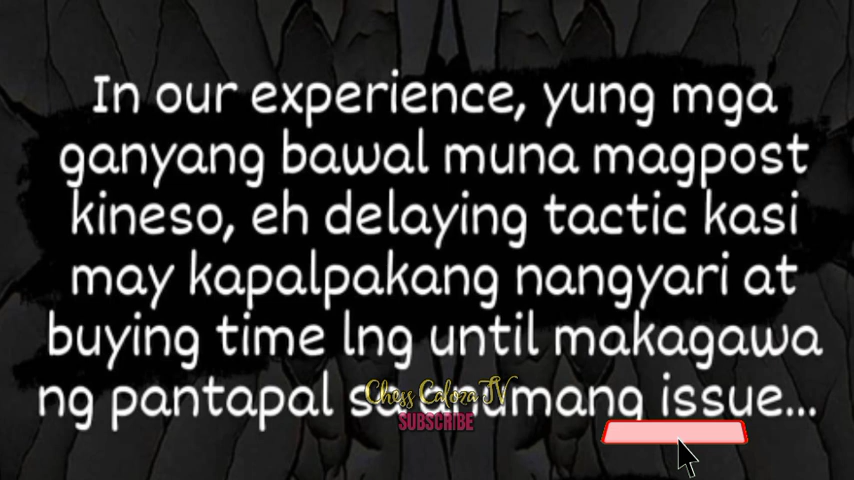 In our experience, yung mga
ganyang bawal muna magpost
kineso, eh delaying tactic kasi
may kapalpakang nangyari at
buying time lng until makagawa
ng pantapal sa issue...
Chess Caloza TV
SUBSCRIBE